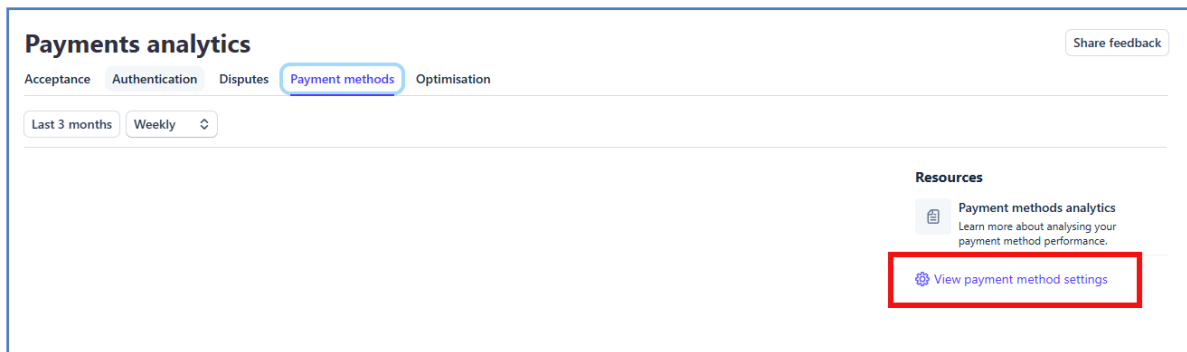 Payments analytics
Share feedback
Acceptance Authentication Disputes Payment methods Optimisation
Last 3 months Weekly
Resources
Payment methods analytics
Learn more about analysing your
payment method performance.
View payment method settings